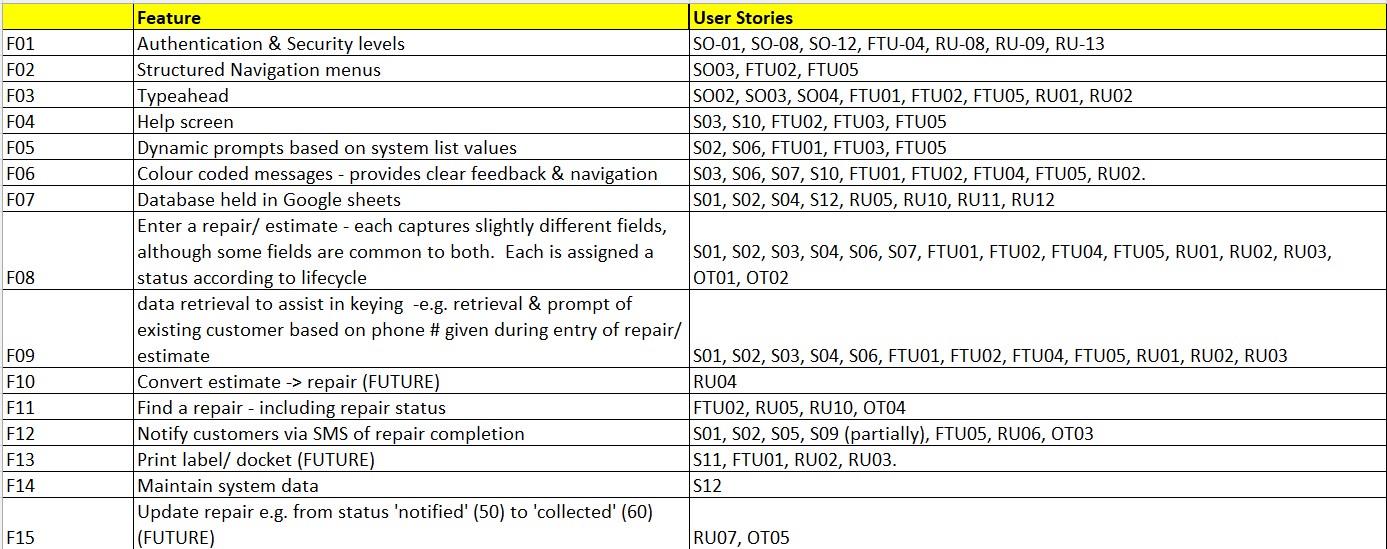 Feature User Stories
F01 Authentication & Security levels SO-01, SO-08, SO-12, FTU-04, RU-08, RU-09, RU-13
F02 Structured Navigation menus SO03, FTU02, FTU05
F03 Typeahead SO02, SO03, SO04, FTU01, FTU02, FTU05, RU01, RU02
F04 Help screen S03, S10, FTU02, FTU03, FTU05
F05 Dynamic prompts based on system list values S02, S06, FTU01, FTU03, FTU05
F06 Colour coded messages - provides clear feedback & navigation S03, S06, S07, S10, FTU01, FTU02, FTU04, FTU05, RU02.
F07 Database held in Google sheets S01, S02, S04, S12, RU05, RU10, RU11, RU12
Enter a repair/ estimate - each captures slightly different fields,
although some fields are common to both.  Each is assigned a S01, S02, S03, S04, S06, S07, FTU01, FTU02, FTU04, FTU05, RU01, RU02, RU03,
F08 status according to lifecycle OT01, OT02
data retrieval to assist in keying  -e.g. retrieval & prompt of
existing customer based on phone # given during entry of repair/
F09 estimate S01, S02, S03, S04, S06, FTU01, FTU02, FTU04, FTU05, RU01, RU02, RU03
F10 Convert estimate -> repair (FUTURE) RU04
F11 Find a repair - including repair status FTU02, RU05, RU10, OT04
F12 Notify customers via SMS of repair completion S01, S02, S05, S09 (partially), FTU05, RU06, OT03
F13 Print label/ docket (FUTURE) S11, FTU01, RU02, RU03.
F14 Maintain system data S12
Update repair e.g. from status 'notified' (50) to 'collected' (60)
F15 (FUTURE) RU07, OT05